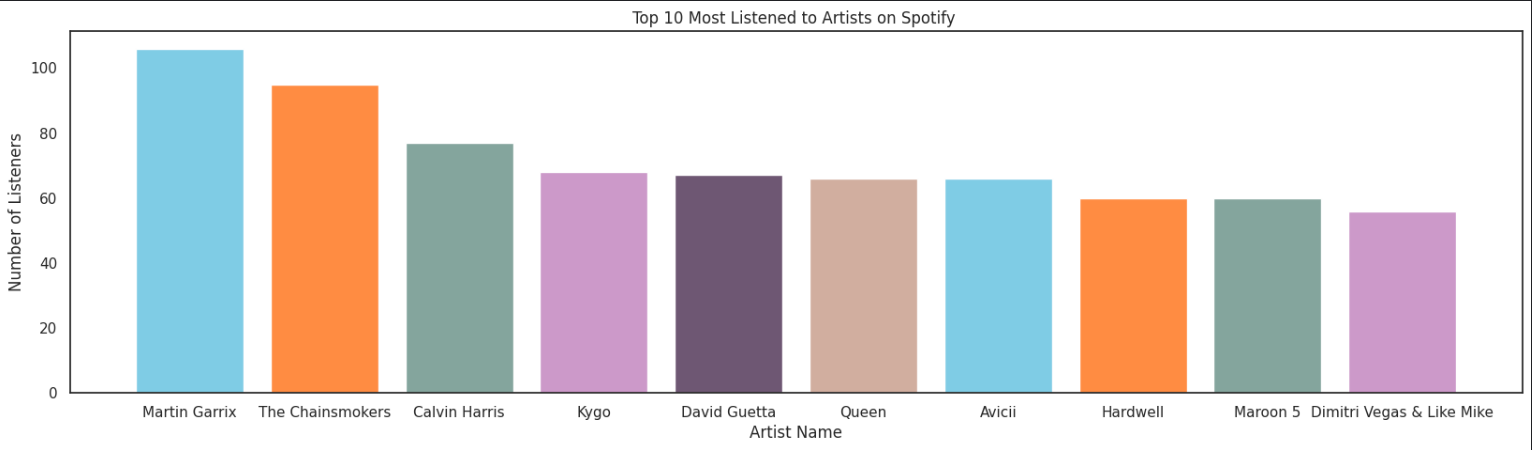 Top 10 Most Listened to Artists on Spotify
Number of Listeners
100
80
60
40
20
0
Martin Garrix The Chainsmokers Calvin Harris Kygo David Guetta Queen Avicii Hardwell Maroon 5 Dimitri Vegas & Like Mike
Artist Name